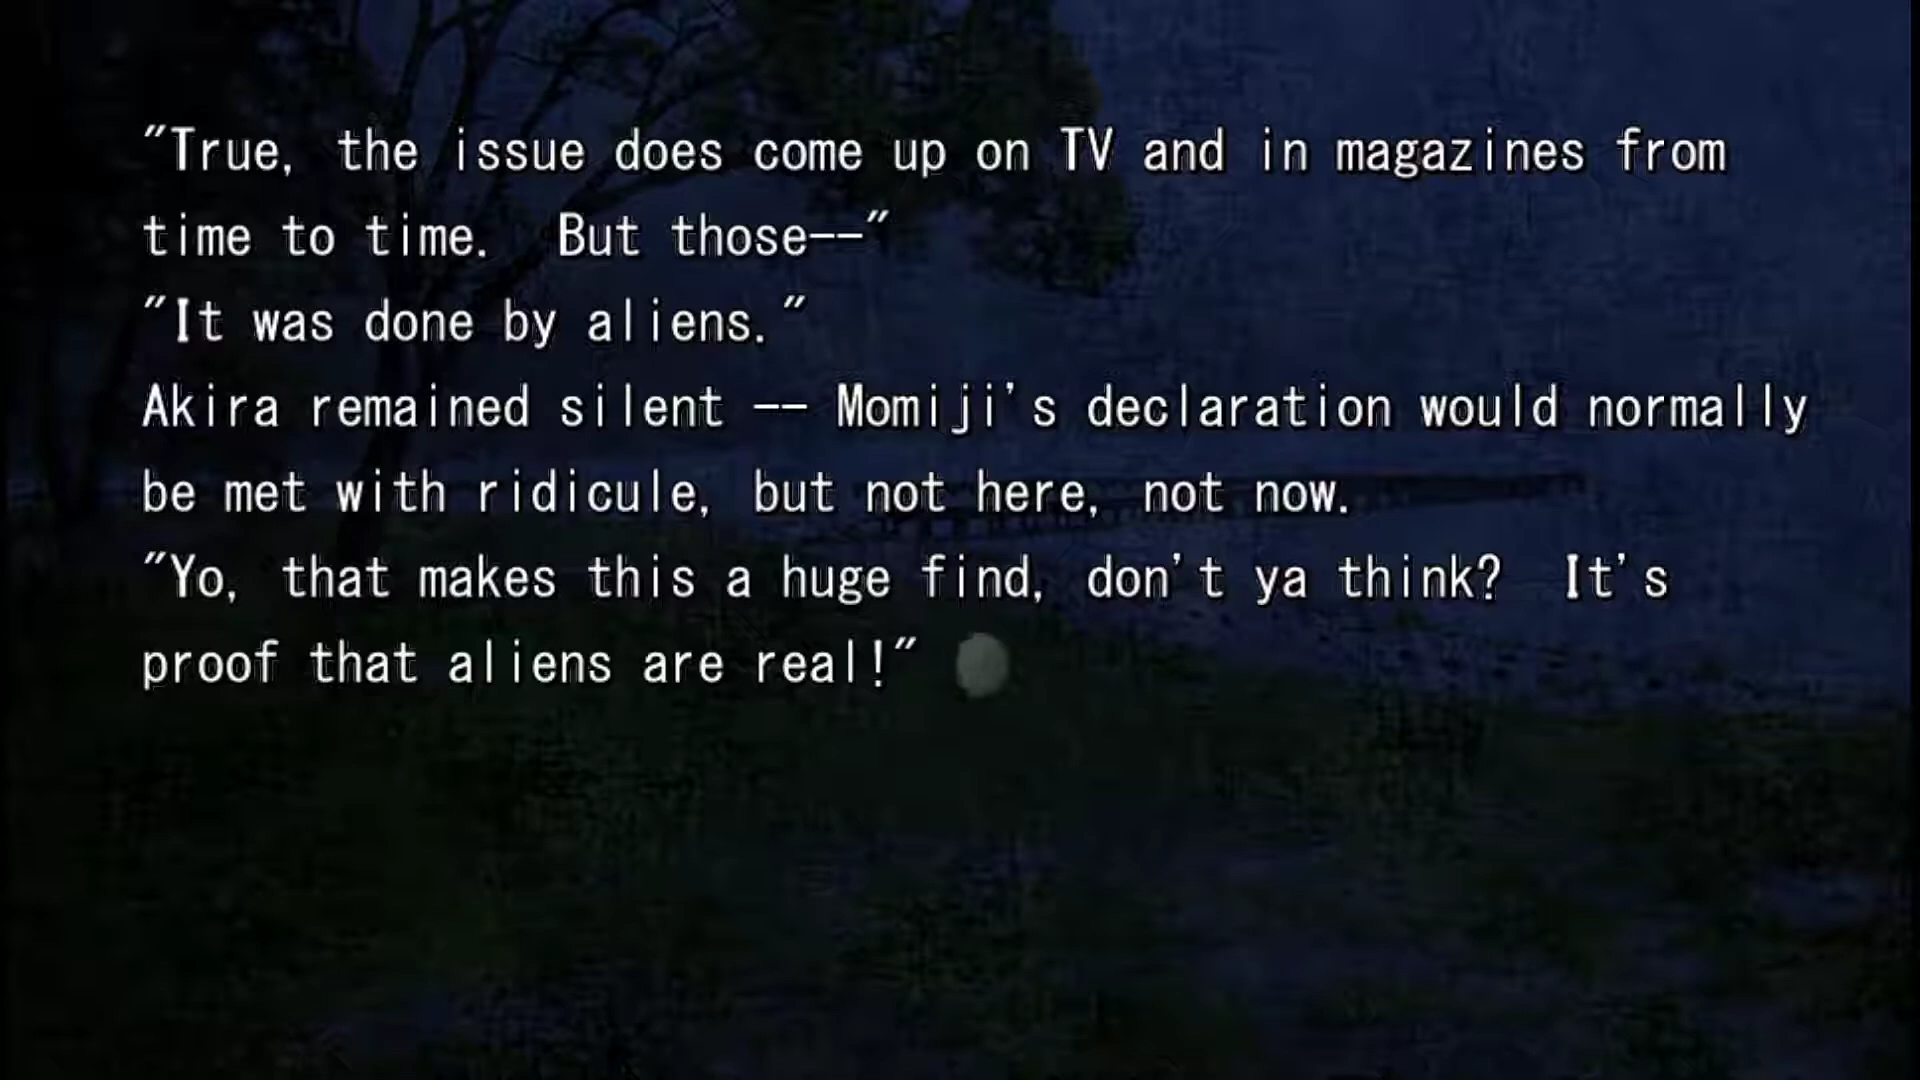 "True, the issue does come up on TV and in magazines from
time to time.  But those--"
"It was done by aliens."
Akira remained silent -- Momiji's declaration would normally
be met with ridicule, but not here, not now.
"Yo, that makes this a huge find, don't ya think?  It's
proof that aliens are real!"